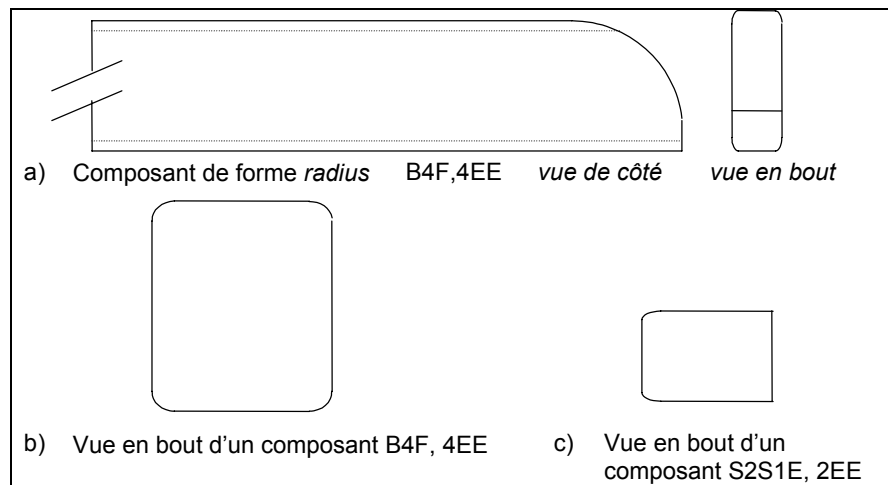 a) Composant de forme radius B4F,4EE vue de côté vue en bout
b) Vue en bout d'un composant B4F, 4EE
c) Vue en bout d'un
composant S2S1E, 2EE